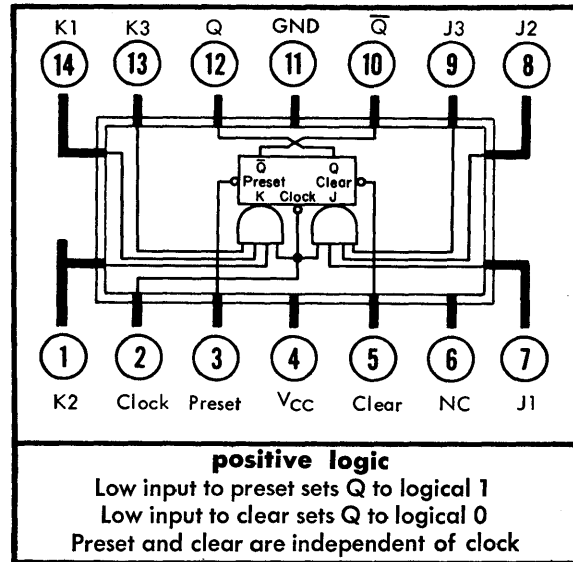 K1 K3 Q GND Q̅ J3 J2
14 13 12 11 10 9 8
Q̅ Q
Preset Clear
K Clock J
1 2 3 4 5 6 7
K2 Clock Preset VCC Clear NC J1
positive logic
Low input to preset sets Q to logical 1
Low input to clear sets Q to logical 0
Preset and clear are independent of clock